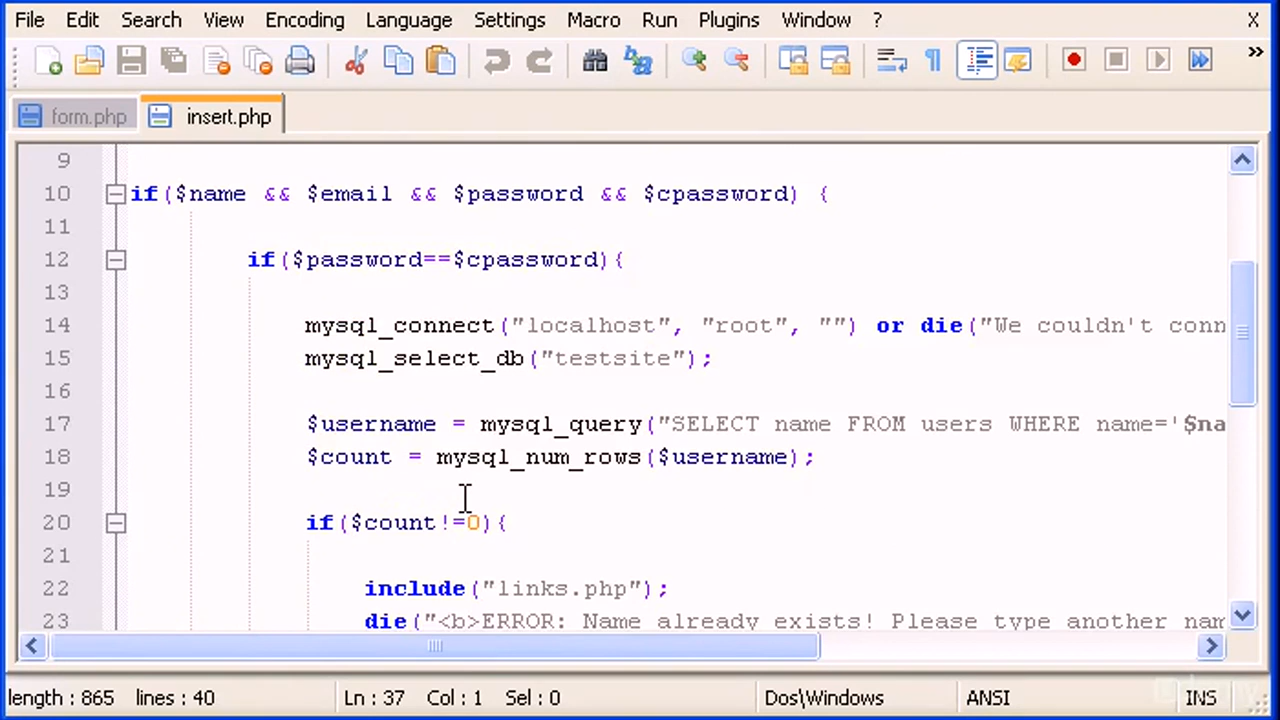 File Edit Search View Encoding Language Settings Macro Run Plugins Window ? X
form.php insert.php
9
10 if($name && $email && $password && $cpassword) {
11
12 if($password==$cpassword){
13
14 mysql_connect("localhost", "root", "") or die("We couldn't conn
15 mysql_select_db("testsite");
16
17 $username = mysql_query("SELECT name FROM users WHERE name='$na
18 $count = mysql_num_rows($username);
19
20 if($count!=0){
21
22 include("links.php");
23 die("<b>ERROR: Name already exists! Please type another nam
length : 865 lines : 40 Ln : 37 Col : 1 Sel : 0 Dos\Windows ANSI INS